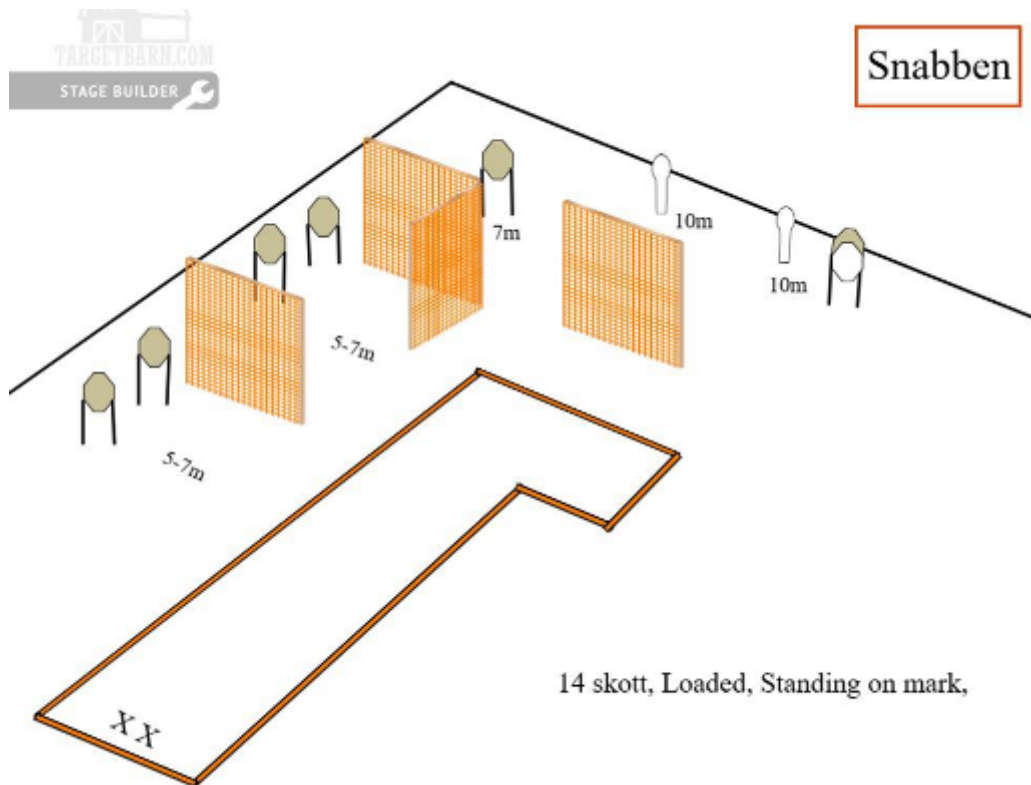 TARGETBARN.COM
STAGE BUILDER
Snabben
7m
10m
10m
5-7m
5-7m
X X
14 skott, Loaded, Standing on mark,